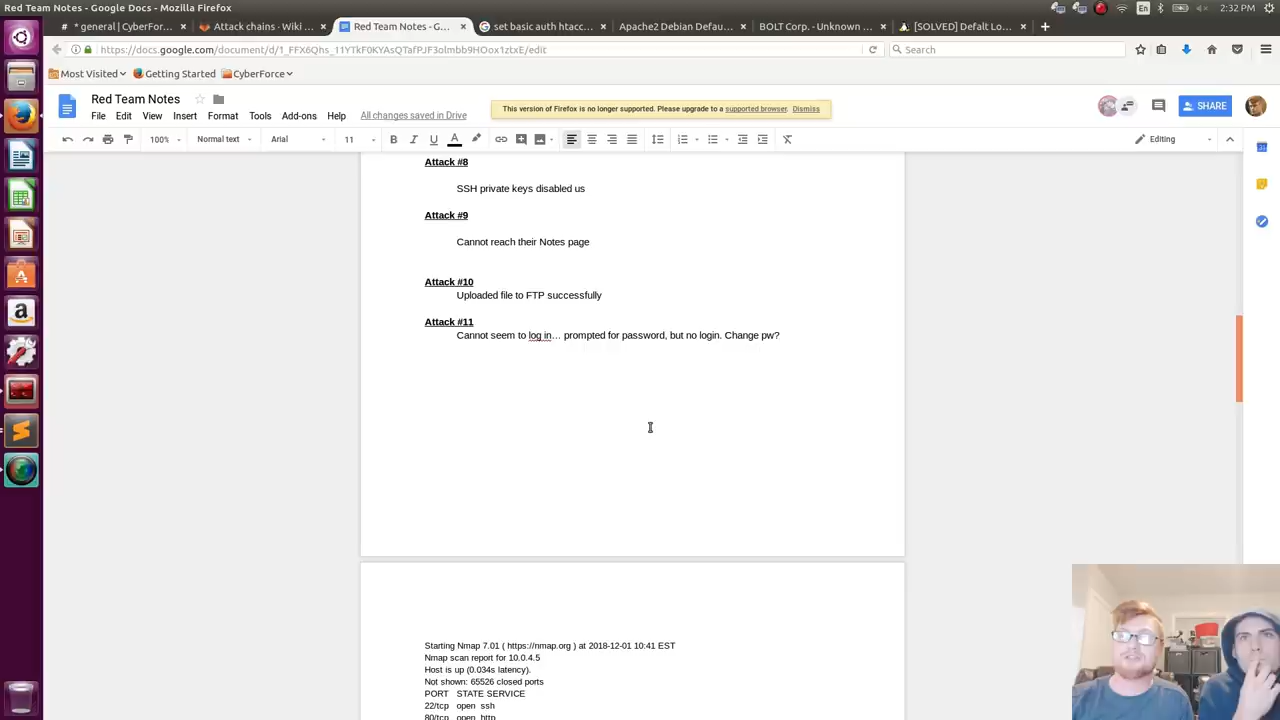 Red Team Notes - Google Docs - Mozilla Firefox
2:32 PM
* general | CyberFor...
Attack chains - Wiki
Red Team Notes - G...
set basic auth htacc...
Apache2 Debian Defau...
BOLT Corp. - Unknown ...
[SOLVED] Defalt Lo...
https://docs.google.com/document/d/1_FFX6Qhs_11YTkF0KYAsQTafPJF3olmbb9HOox1ztxE/edit
Search
Most Visited
Getting Started
CyberForce
Red Team Notes
This version of Firefox is no longer supported. Please upgrade to a supported browser. Dismiss
SHARE
File Edit View Insert Format Tools Add-ons Help All changes saved in Drive
100% Normal text Arial 11 B I U A Editing
Attack #8
SSH private keys disabled us
Attack #9
Cannot reach their Notes page
Attack #10
Uploaded file to FTP successfully
Attack #11
Cannot seem to log in... prompted for password, but no login. Change pw?
Starting Nmap 7.01 ( https://nmap.org ) at 2018-12-01 10:41 EST
Nmap scan report for 10.0.4.5
Host is up (0.034s latency).
Not shown: 65526 closed ports
PORT STATE SERVICE
22/tcp open ssh
80/tcp open http